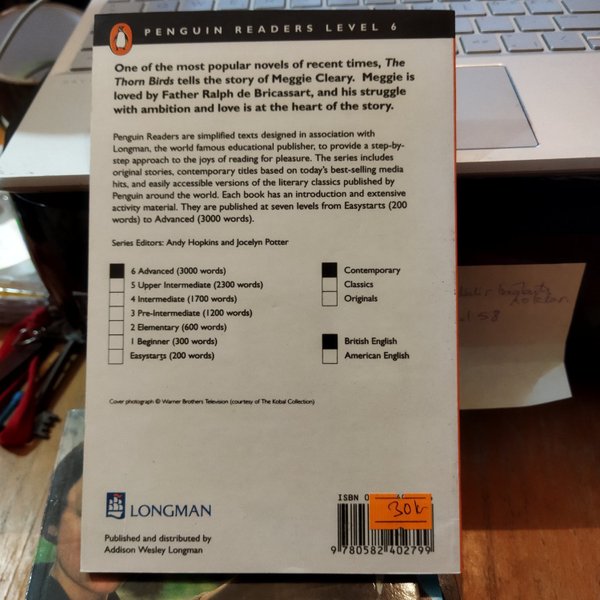 PENGUIN READERS LEVEL 6
One of the most popular novels of recent times, The
Thorn Birds tells the story of Meggie Cleary. Meggie is
loved by Father Ralph de Bricassart, and his struggle
with ambition and love is at the heart of the story.
Penguin Readers are simplified texts designed in association with
Longman, the world famous educational publisher, to provide a step-by-
step approach to the joys of reading for pleasure. The series includes
original stories, contemporary titles based on today's best-selling media
hits, and easily accessible versions of the literary classics published by
Penguin around the world. Each book has an introduction and extensive
activity material. They are published at seven levels from Easystarts (200
words) to Advanced (3000 words).
Series Editors: Andy Hopkins and Jocelyn Potter
6 Advanced (3000 words)
5 Upper Intermediate (2300 words)
4 Intermediate (1700 words)
3 Pre-Intermediate (1200 words)
2 Elementary (600 words)
1 Beginner (300 words)
Easystarts (200 words)
Contemporary
Classics
Originals
British English
American English
Cover photograph © Warner Brothers Television (courtesy of The Kobal Collection)
LONGMAN
Published and distributed by
Addison Wesley Longman
ISBN 0
30kr
9 780582 402799
58